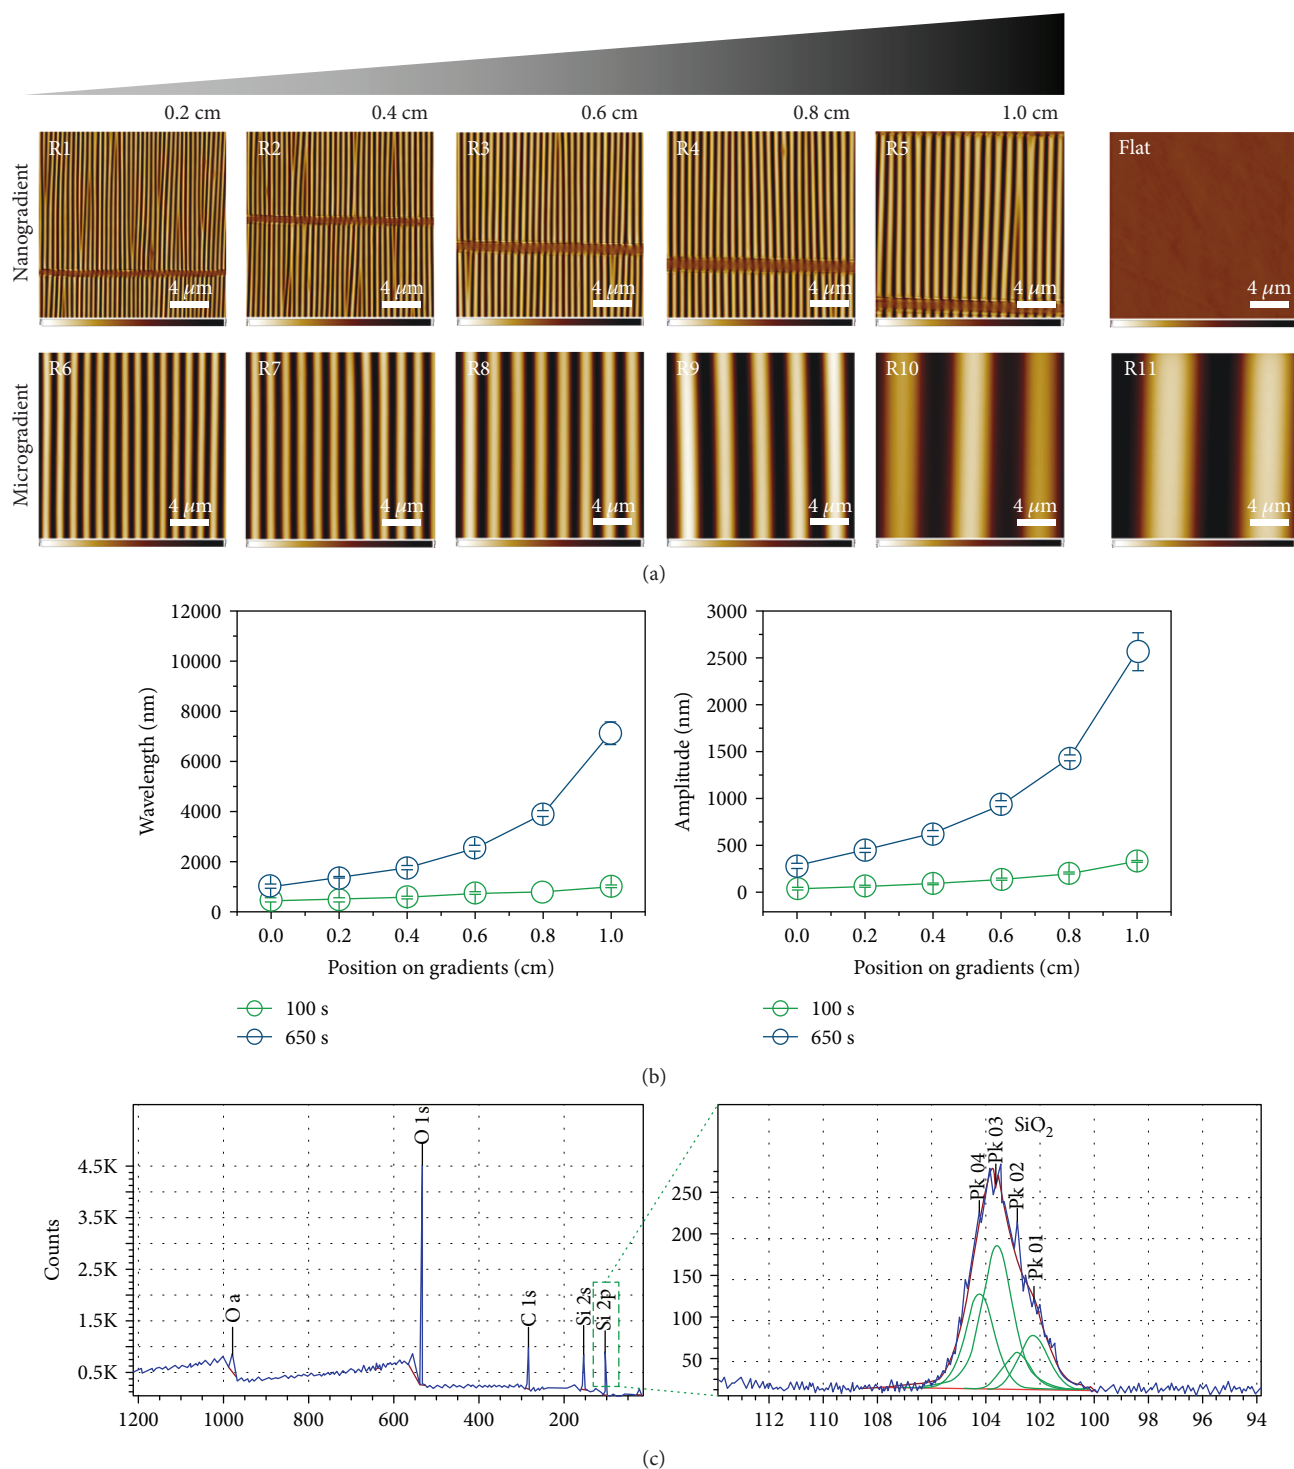 0.2 cm 0.4 cm 0.6 cm 0.8 cm 1.0 cm
Nanogradient
R1 R2 R3 R4 R5 Flat
4 μm 4 μm 4 μm 4 μm 4 μm 4 μm
Microgradient
R6 R7 R8 R9 R10 R11
4 μm 4 μm 4 μm 4 μm 4 μm 4 μm
(a)
Wavelength (nm)
12000
10000
8000
6000
4000
2000
0
0.0 0.2 0.4 0.6 0.8 1.0
Position on gradients (cm)
100 s
650 s
Amplitude (nm)
3000
2500
2000
1500
1000
500
0
0.0 0.2 0.4 0.6 0.8 1.0
Position on gradients (cm)
100 s
650 s
(b)
Counts
4.5K
3.5K
2.5K
1.5K
0.5K
O a
O 1s
C 1s
Si 2s
Si 2p
1200 1000 800 600 400 200
SiO2
Pk 04
Pk 03
Pk 02
Pk 01
250
200
150
100
50
112 110 108 106 104 102 100 98 96 94
(c)